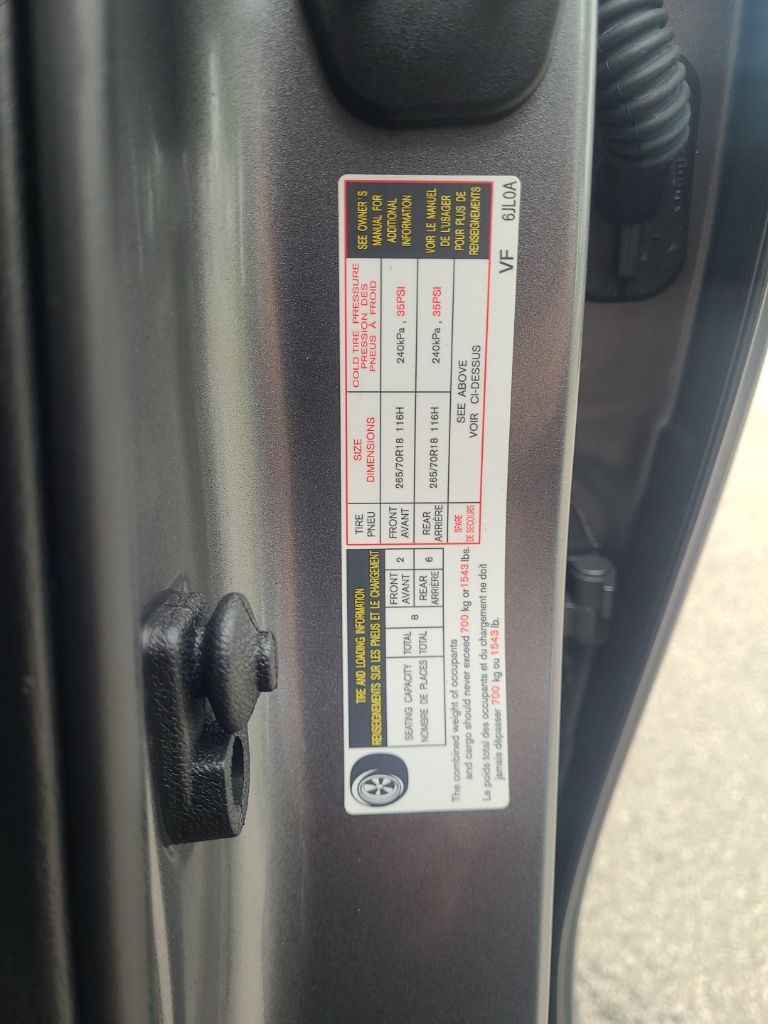 TIRE AND LOADING INFORMATION
RENSEIGNEMENTS SUR LES PNEUS ET LE CHARGEMENT
SEATING CAPACITY
NOMBRE DE PLACES
TOTAL
TOTAL
8
FRONT
AVANT
2
REAR
ARRIÈRE
6
The combined weight of occupants
and cargo should never exceed 700 kg or 1543 lbs.
Le poids total des occupants et du chargement ne doit
jamais dépasser 700 kg ou 1543 lb.
TIRE
PNEU
SIZE
DIMENSIONS
COLD TIRE PRESSURE
PRESSION DES
PNEUS À FROID
FRONT
AVANT
265/70R18 116H
240kPa , 35PSI
REAR
ARRIÈRE
265/70R18 116H
240kPa , 35PSI
SPARE
DE SECOURS
SEE ABOVE
VOIR CI-DESSUS
SEE OWNER'S
MANUAL FOR
ADDITIONAL
INFORMATION
VOIR LE MANUEL
DE L'USAGER
POUR PLUS DE
RENSEIGNEMENTS
VF 6JL0A